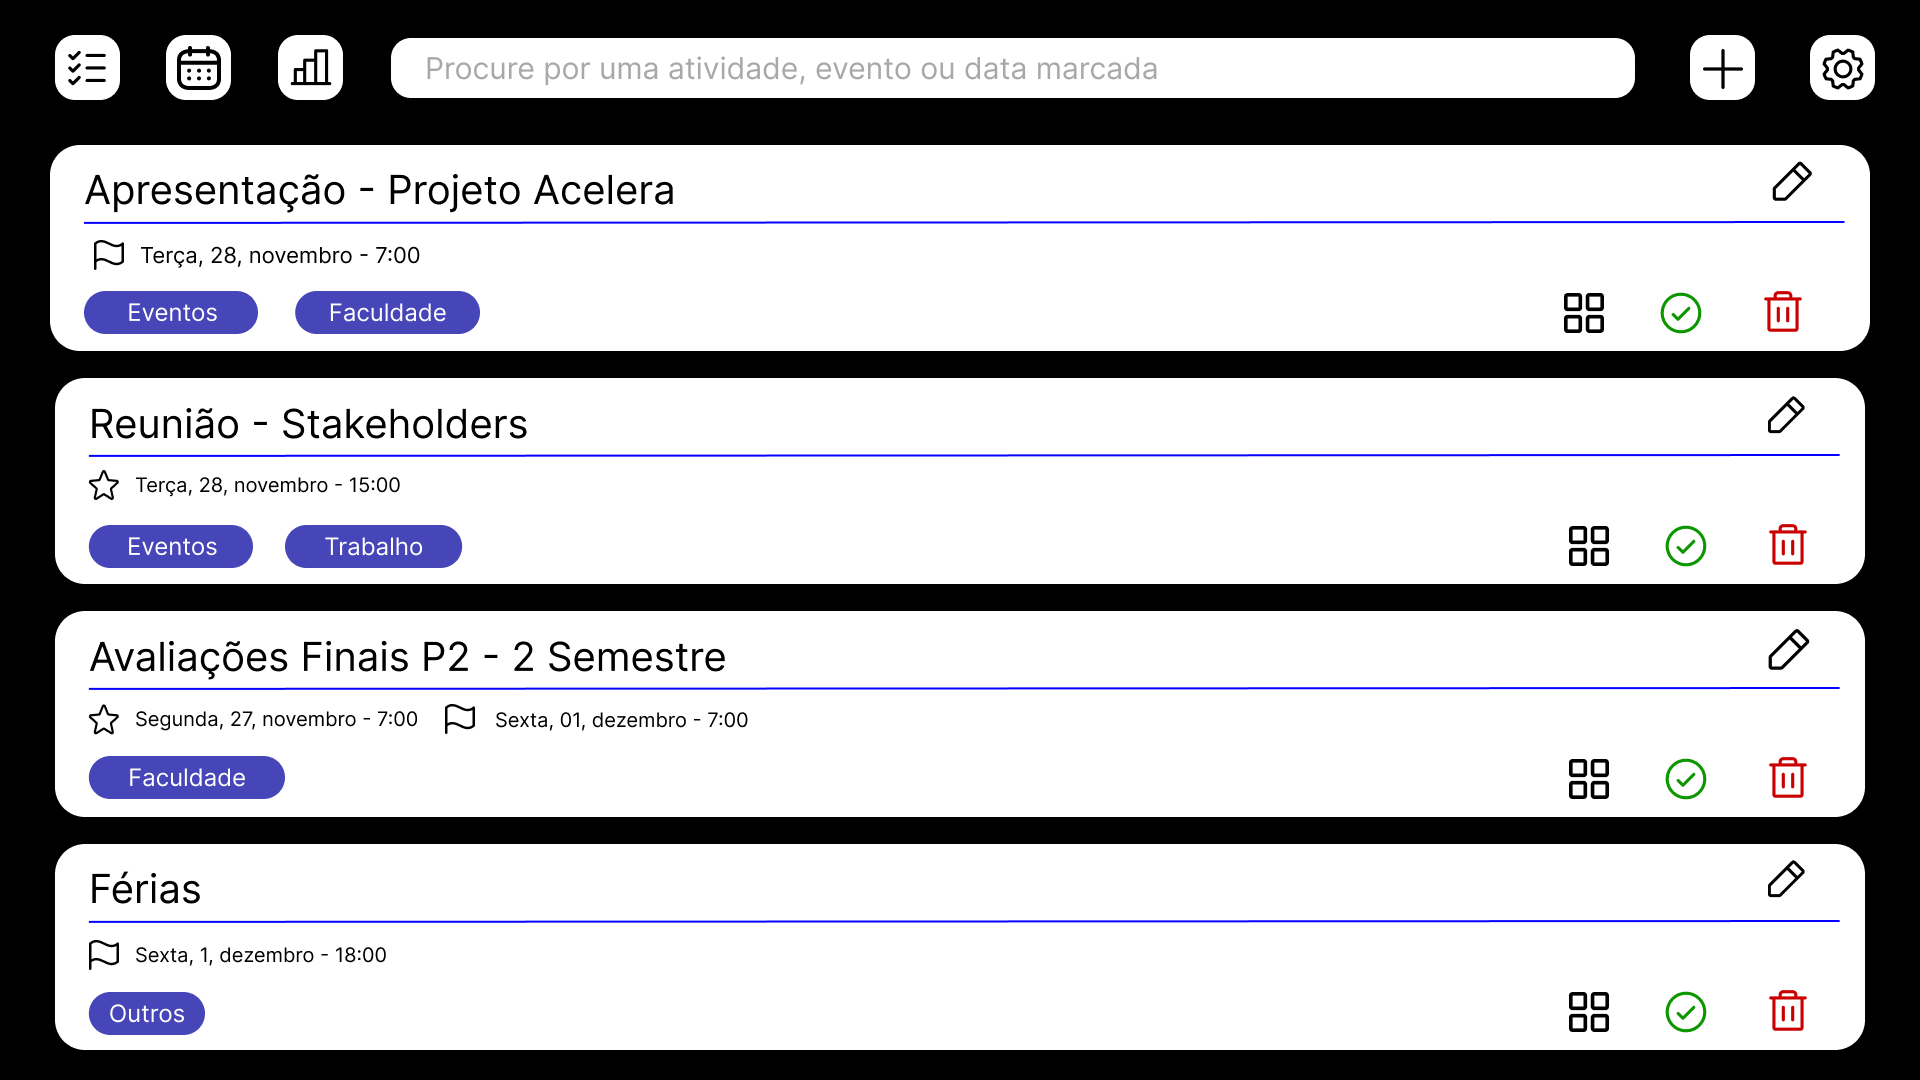 Procure por uma atividade, evento ou data marcada
Apresentação - Projeto Acelera
Terça, 28, novembro - 7:00
Eventos Faculdade
Reunião - Stakeholders
Terça, 28, novembro - 15:00
Eventos Trabalho
Avaliações Finais P2 - 2 Semestre
Segunda, 27, novembro - 7:00 Sexta, 01, dezembro - 7:00
Faculdade
Férias
Sexta, 1, dezembro - 18:00
Outros